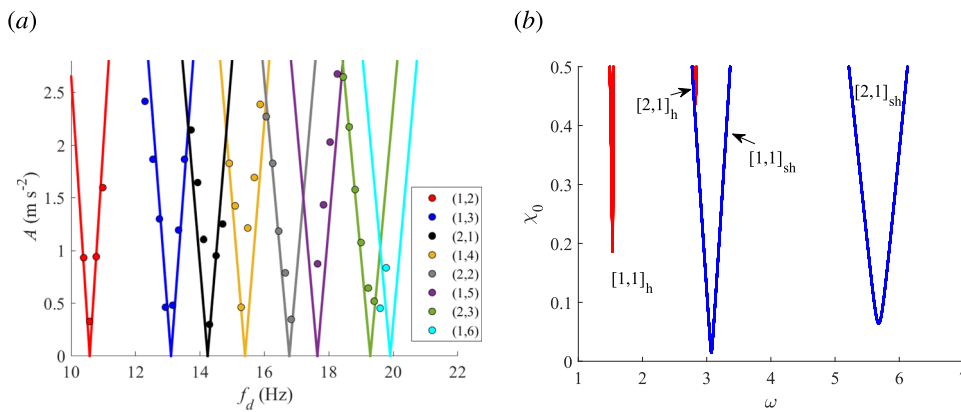 (a)
2.5
2
1.5
1
0.5
0
A (m s⁻²)
10 12 14 16 18 20 22
f_d (Hz)
(1,2)
(1,3)
(2,1)
(1,4)
(2,2)
(1,5)
(2,3)
(1,6)
(b)
0.5
0.4
0.3
0.2
0.1
0
χ₀
[2,1]_h
[1,1]_sh
[2,1]_sh
[1,1]_h
1 2 3 4 5 6 7
ω